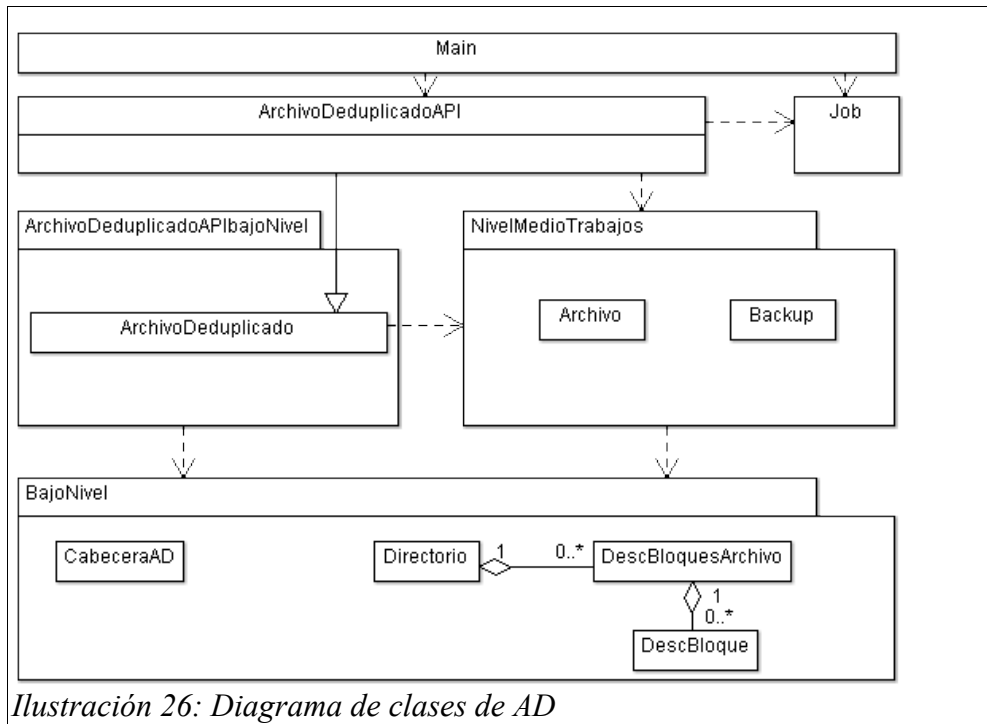 Main
ArchivoDeduplicadoAPI
Job
ArchivoDeduplicadoAPIbajoNivel
NivelMedioTrabajos
ArchivoDeduplicado
Archivo
Backup
BajoNivel
CabeceraAD
Directorio
1
0..*
DescBloquesArchivo
1
0..*
DescBloque
Ilustración 26: Diagrama de clases de AD